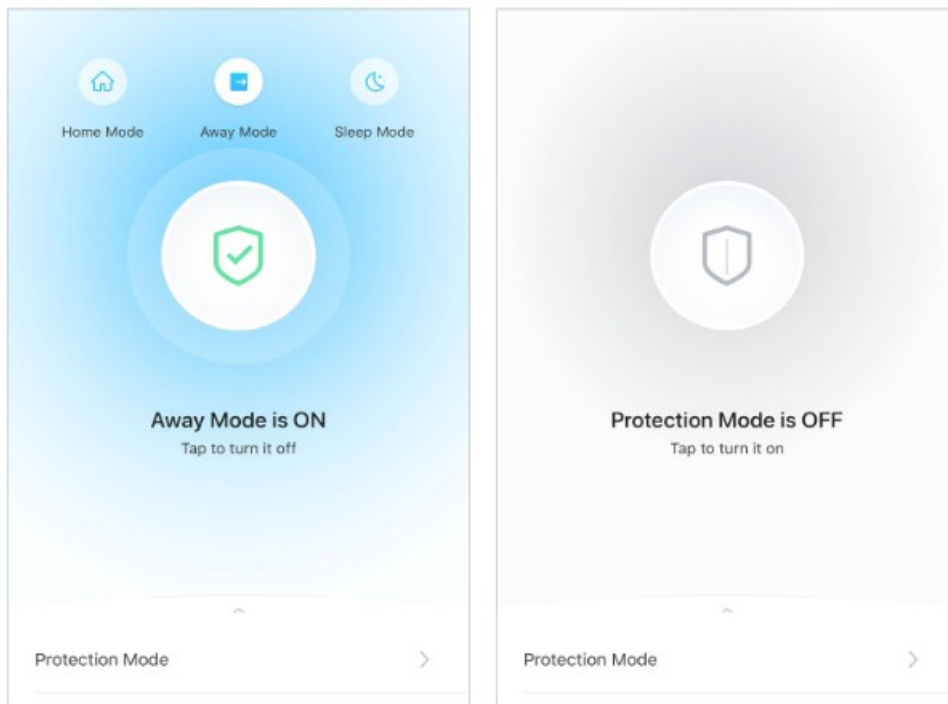 Home Mode
Away Mode
Sleep Mode
Away Mode is ON
Tap to turn it off
Protection Mode
Protection Mode is OFF
Tap to turn it on
Protection Mode